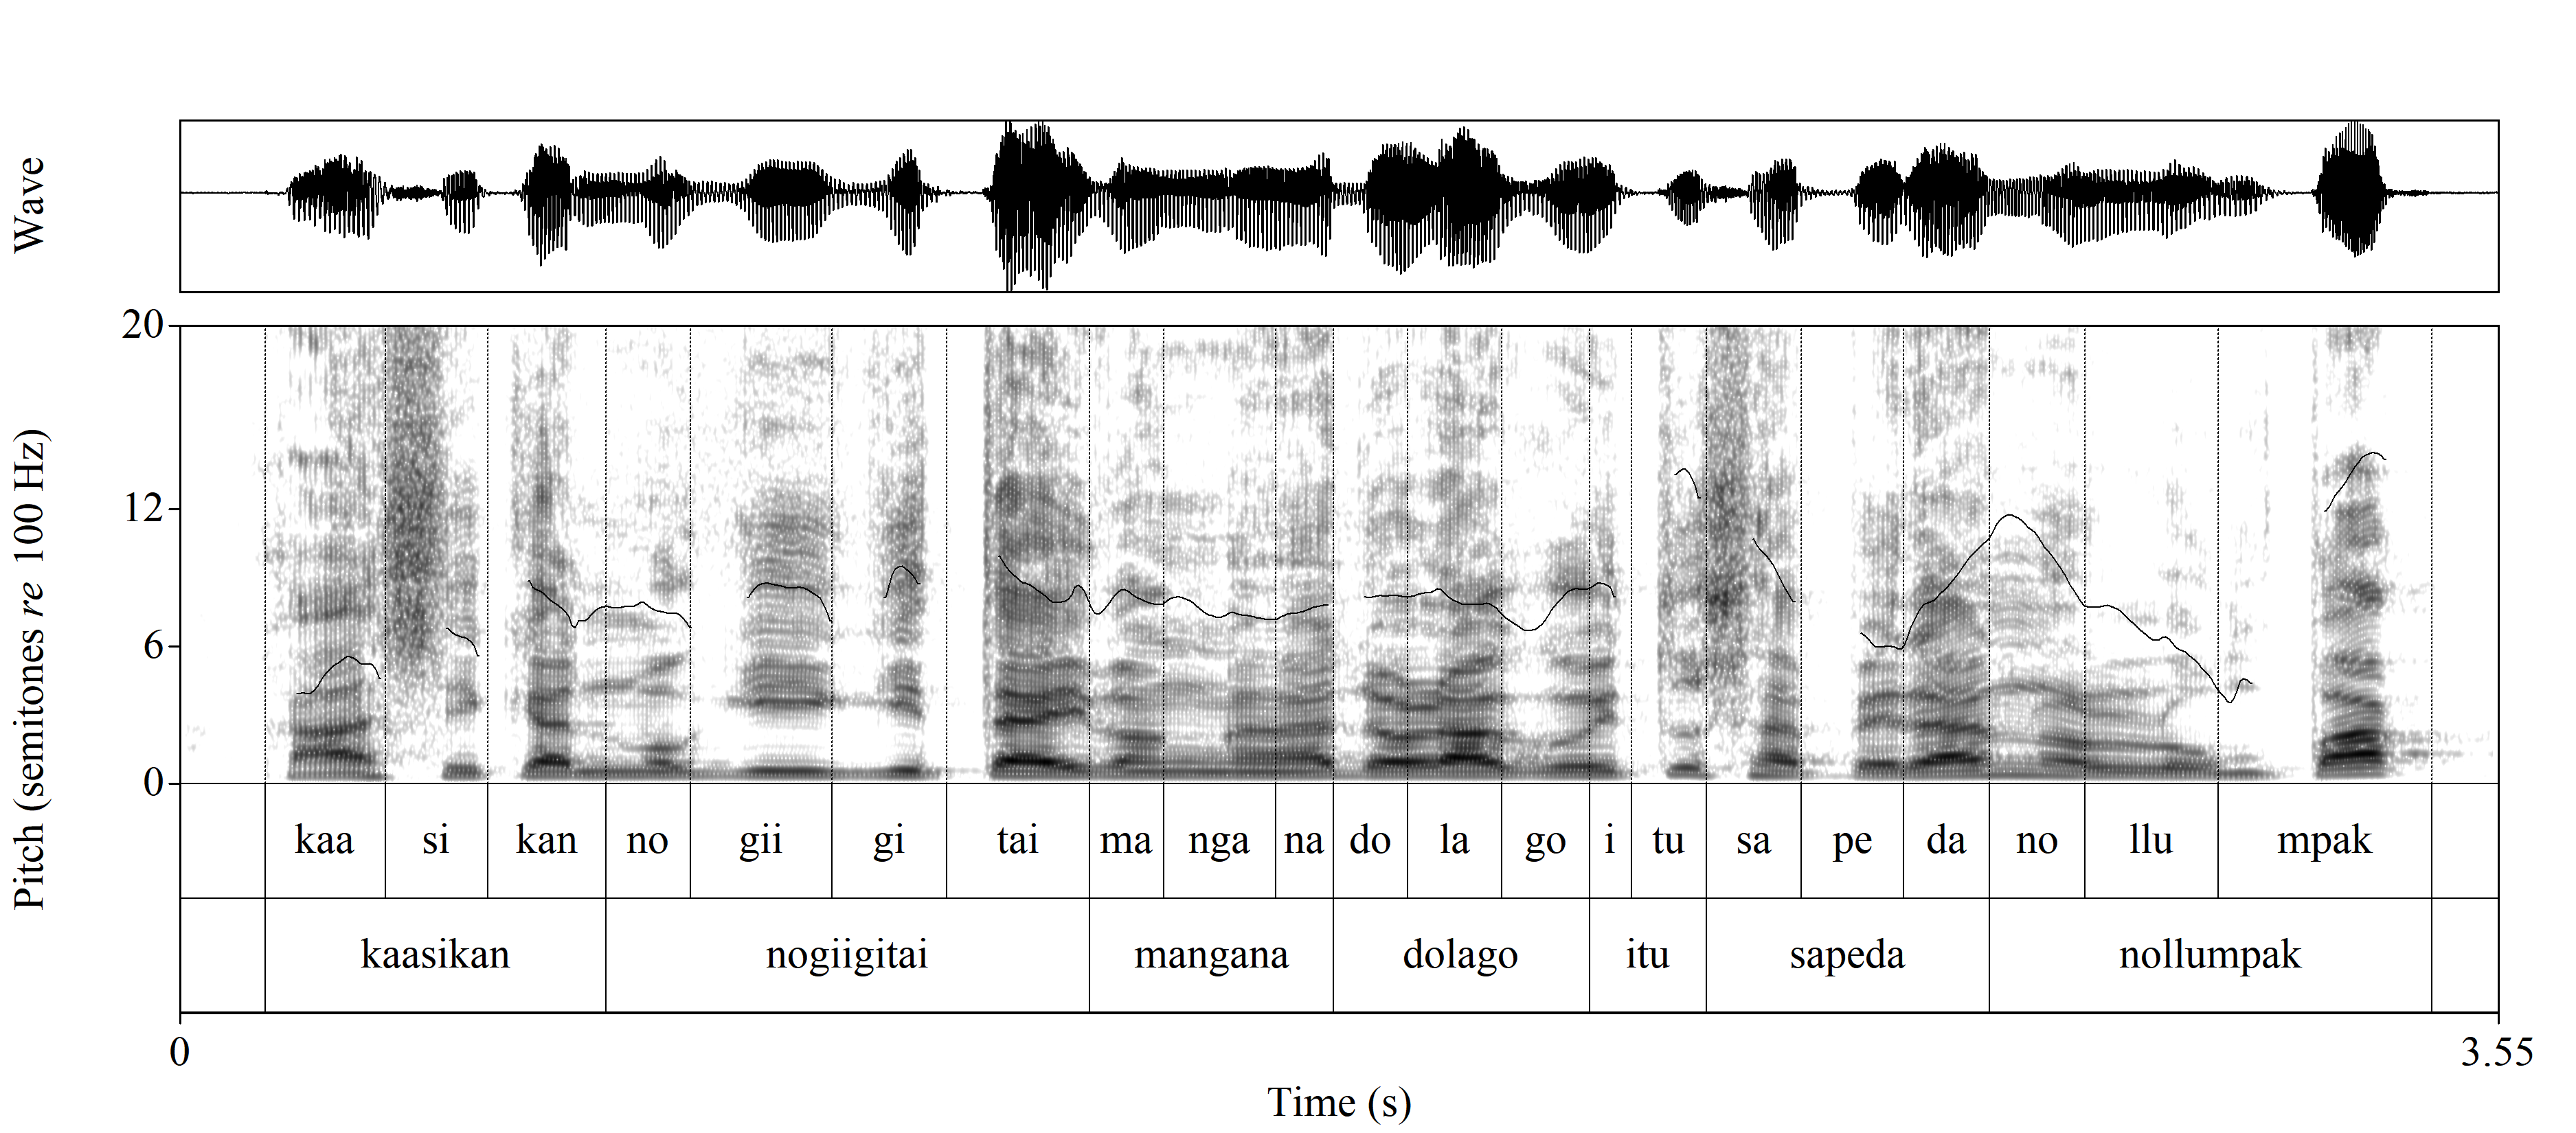 Wave
20
12
6
0
Pitch (semitones re 100 Hz)
kaa si kan no gii gi tai ma nga na do la go i tu sa pe da no llu mpak
kaasikan nogiigitai mangana dolago itu sapeda nollumpak
0 3.55
Time (s)